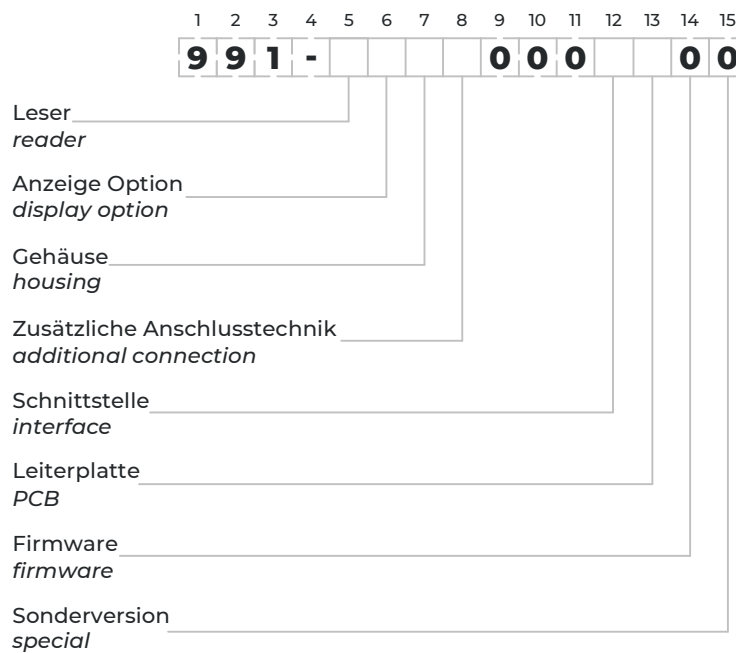 1 2 3 4 5 6 7 8 9 10 11 12 13 14 15
9 9 1 - 0 0 0 0 0
Leser
reader
Anzeige Option
display option
Gehäuse
housing
Zusätzliche Anschlusstechnik
additional connection
Schnittstelle
interface
Leiterplatte
PCB
Firmware
firmware
Sonderversion
special